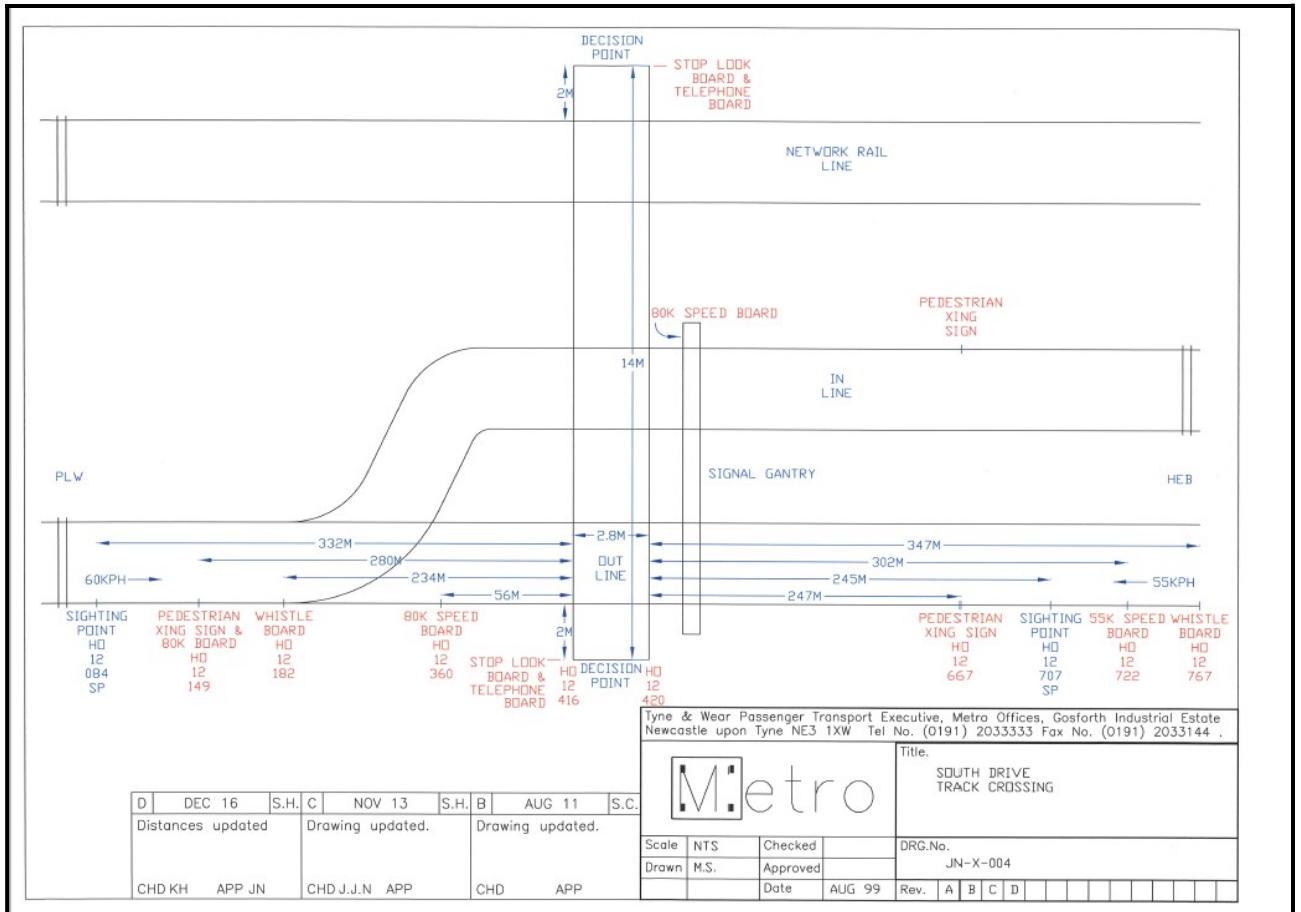 DECISION
POINT
STOP LOOK
BOARD &
TELEPHONE
BOARD
2M
NETWORK RAIL
LINE
PEDESTRIAN
XING
SIGN
80K SPEED BOARD
14M
IN
LINE
PLW
SIGNAL GANTRY
HEB
332M
2.8M
347M
280M
OUT
LINE
302M
60KPH
234M
245M
55KPH
56M
247M
SIGHTING
POINT
HO
12
084
SP
PEDESTRIAN
XING SIGN &
80K BOARD
HO
12
149
WHISTLE
BOARD
HO
12
182
80K SPEED
BOARD
HO
12
360
2M
STOP LOOK
BOARD &
TELEPHONE
BOARD
HO
12
416
DECISION
POINT
HO
12
420
PEDESTRIAN
XING SIGN
HO
12
667
SIGHTING
POINT
HO
12
707
SP
55K SPEED
BOARD
HO
12
722
WHISTLE
BOARD
HO
12
767
Tyne & Wear Passenger Transport Executive, Metro Offices, Gosforth Industrial Estate
Newcastle upon Tyne NE3 1XW Tel No. (0191) 2033333 Fax No. (0191) 2033144 .
Metro
Title.
SOUTH DRIVE
TRACK CROSSING
D DEC 16 S.H. C NOV 13 S.H. B AUG 11 S.C.
Distances updated Drawing updated. Drawing updated.
CHD KH APP JN CHD J.J.N APP CHD APP
Scale NTS Checked
Drawn M.S. Approved
Date AUG 99
DRG.No.
JN-X-004
Rev. A B C D